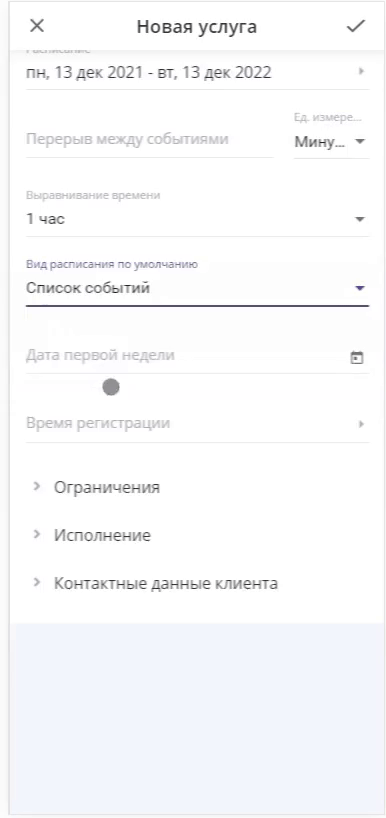 Новая услуга
Расписание
пн, 13 дек 2021 - вт, 13 дек 2022
Ед. измере...
Перерыв между событиями
Мину...
Выравнивание времени
1 час
Вид расписания по умолчанию
Список событий
Дата первой недели
Время регистрации
Ограничения
Исполнение
Контактные данные клиента